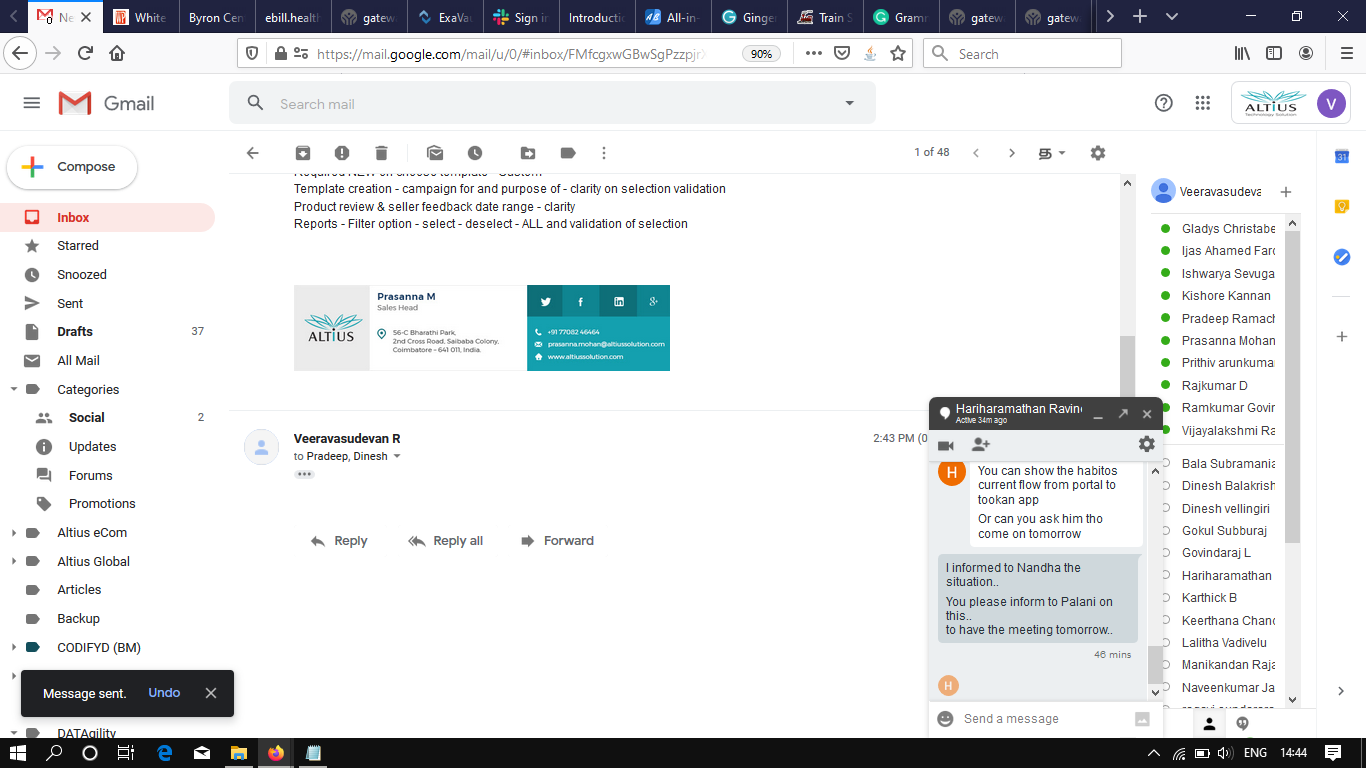 Ne
White
Byron Cen
ebill.health
gatew
ExaVau
Sign in
Introductio
All-in-
Ginger
Train S
Gramm
gatew
gatew
https://mail.google.com/mail/u/0/#inbox/FMfcgxwGBwSgPzzpjrX
90%
Search
Gmail
Search mail
ALTIUS
Technology Solution
V
Compose
1 of 48
31
Inbox
Starred
Snoozed
Sent
Drafts 37
All Mail
Categories
Social 2
Updates
Forums
Promotions
Altius eCom
Altius Global
Articles
Backup
CODIFYD (BM)
DATAgility
Message sent. Undo
Required NEW on choose template - Custom
Template creation - campaign for and purpose of - clarity on selection validation
Product review & seller feedback date range - clarity
Reports - Filter option - select - deselect - ALL and validation of selection
ALTIUS
Prasanna M
Sales Head
56-C Bharathi Park,
2nd Cross Road, Saibaba Colony,
Coimbatore - 641 011, India.
+91 77082 46464
prasanna.mohan@altiussolution.com
www.altiussolution.com
Veeravasudevan R
2:43 PM (0
to Pradeep, Dinesh
Reply
Reply all
Forward
Hariharamathan Ravind
Active 34m ago
H
You can show the habitos
current flow from portal to
tookan app
Or can you ask him tho
come on tomorrow
I informed to Nandha the
situation..
You please inform to Palani on
this..
to have the meeting tomorrow..
46 mins
H
Send a message
Veeravasudeva
Gladys Christabe
Ijas Ahamed Faro
Ishwarya Sevuga
Kishore Kannan
Pradeep Ramach
Prasanna Mohan
Prithiv arunkuma
Rajkumar D
Ramkumar Govin
Vijayalakshmi Ra
Bala Subramania
Dinesh Balakrish
Dinesh vellingiri
Gokul Subburaj
Govindaraj L
Hariharamathan
Karthick B
Keerthana Chand
Lalitha Vadivelu
Manikandan Raja
Naveenkumar Ja
ENG
14:44